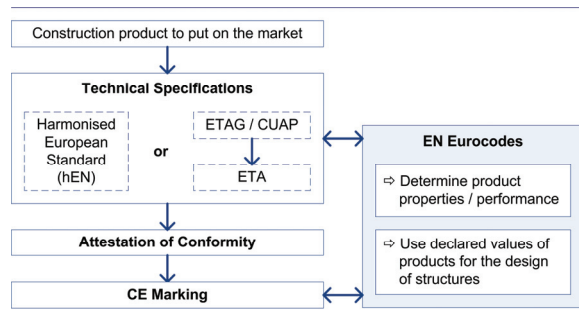 Construction product to put on the market
Technical Specifications
Harmonised
European
Standard
(hEN)
or
ETAG / CUAP
ETA
Attestation of Conformity
CE Marking
EN Eurocodes
⇨ Determine product
properties / performance
⇨ Use declared values of
products for the design
of structures